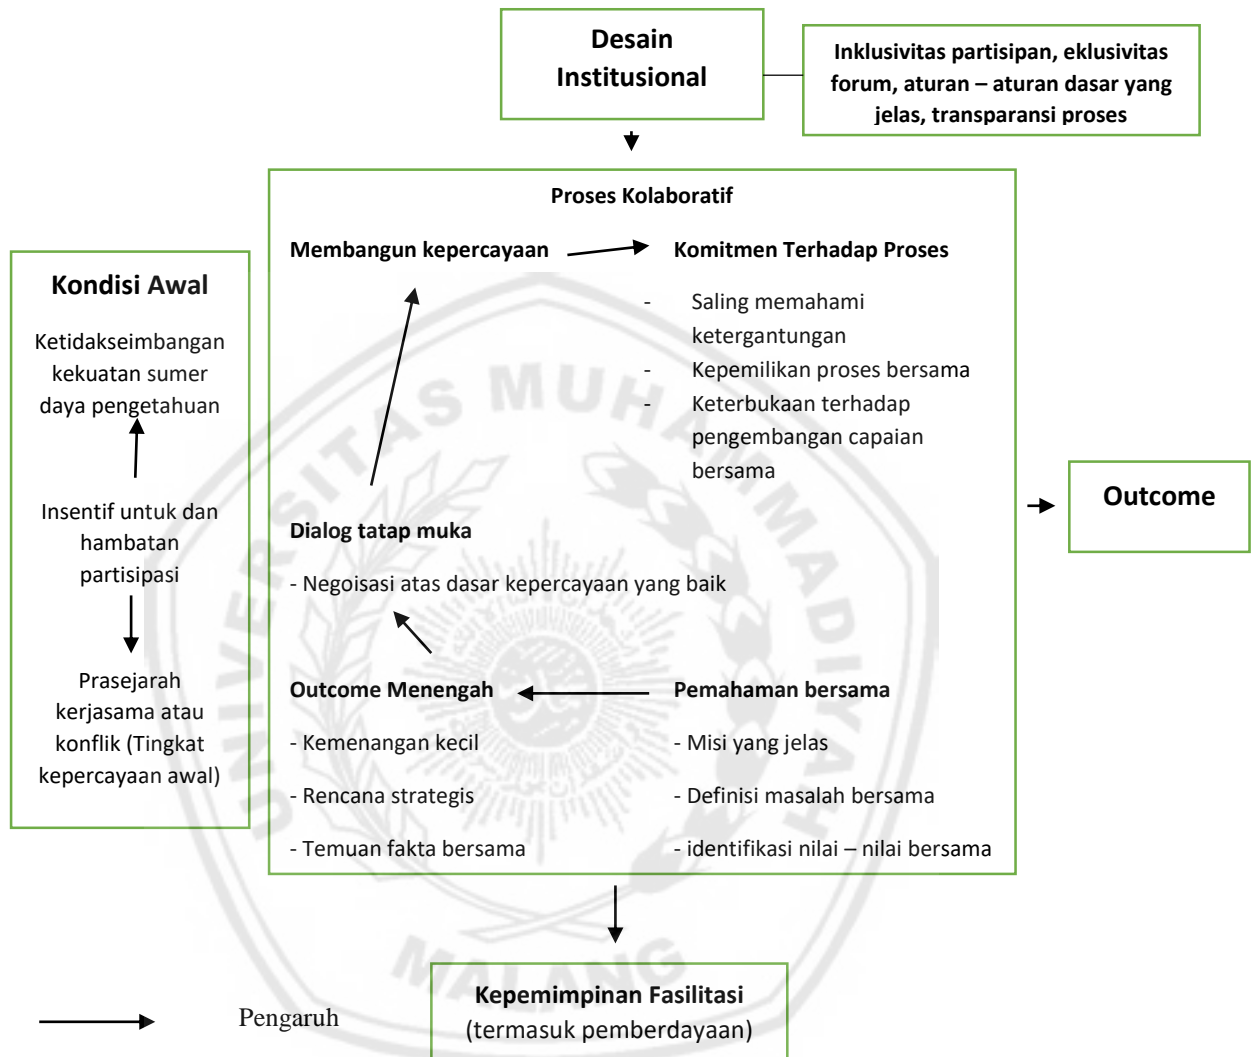 Desain
Institusional
Inklusivitas partisipan, eklusivitas
forum, aturan – aturan dasar yang
jelas, transparansi proses
Proses Kolaboratif
Membangun kepercayaan
Komitmen Terhadap Proses
- Saling memahami
ketergantungan
- Kepemilikan proses bersama
- Keterbukaan terhadap
pengembangan capaian
bersama
Kondisi Awal
Ketidakseimbangan
kekuatan sumer
daya pengetahuan
Insentif untuk dan
hambatan
partisipasi
Prasejarah
kerjasama atau
konflik (Tingkat
kepercayaan awal)
Dialog tatap muka
- Negoisasi atas dasar kepercayaan yang baik
Outcome Menengah
- Kemenangan kecil
- Rencana strategis
- Temuan fakta bersama
Pemahaman bersama
- Misi yang jelas
- Definisi masalah bersama
- identifikasi nilai – nilai bersama
Outcome
Kepemimpinan Fasilitasi
(termasuk pemberdayaan)
Pengaruh
UNIVERSITAS MUHAMMADIYAH
MALANG